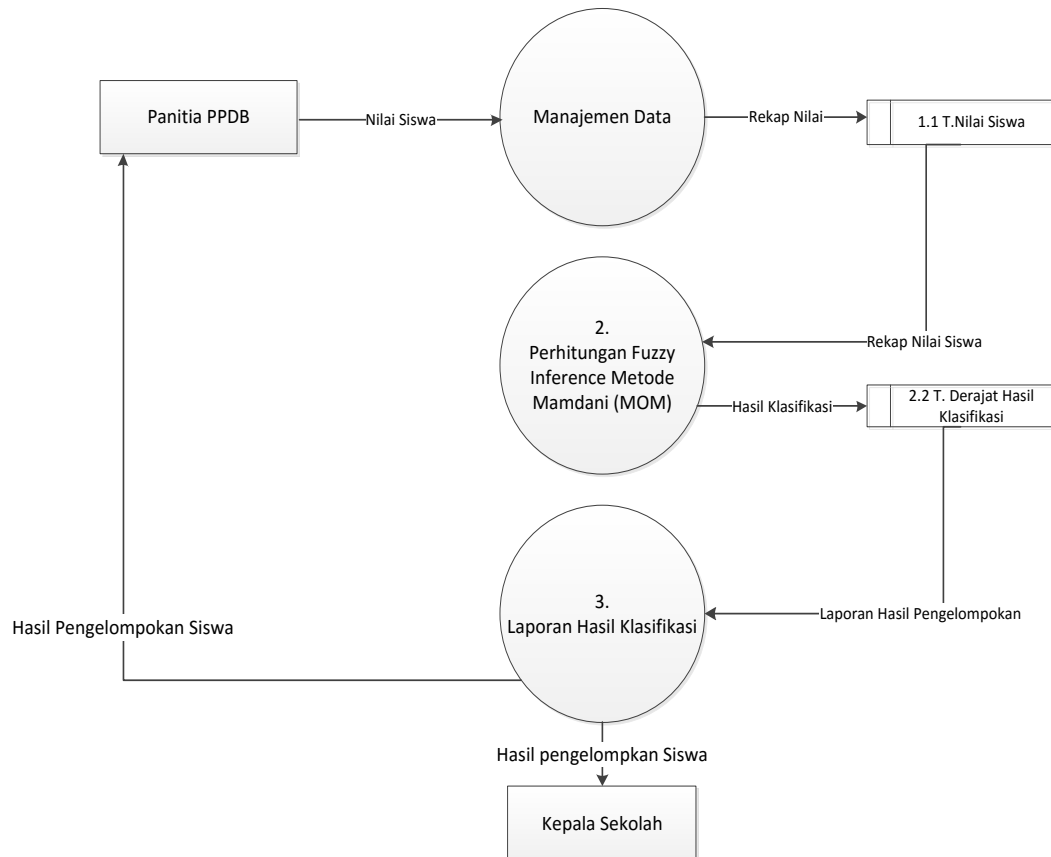 Panitia PPDB
Nilai Siswa
Manajemen Data
Rekap Nilai
1.1 T.Nilai Siswa
2.
Perhitungan Fuzzy
Inference Metode
Mamdani (MOM)
Rekap Nilai Siswa
Hasil Klasifikasi
2.2 T. Derajat Hasil
Klasifikasi
3.
Laporan Hasil Klasifikasi
Laporan Hasil Pengelompokan
Hasil Pengelompokan Siswa
Hasil pengelompkan Siswa
Kepala Sekolah